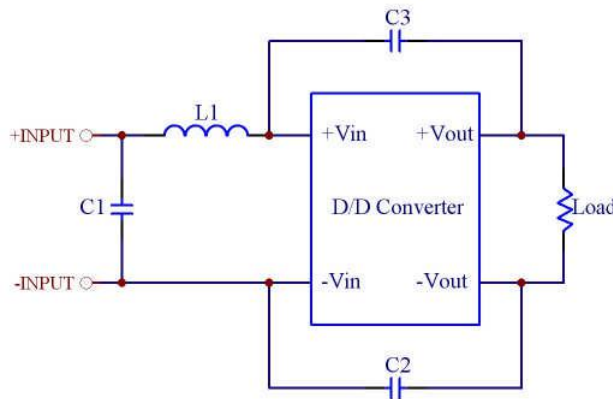 C3
L1
+INPUT
+Vin
+Vout
C1
D/D Converter
Load
-INPUT
-Vin
-Vout
C2